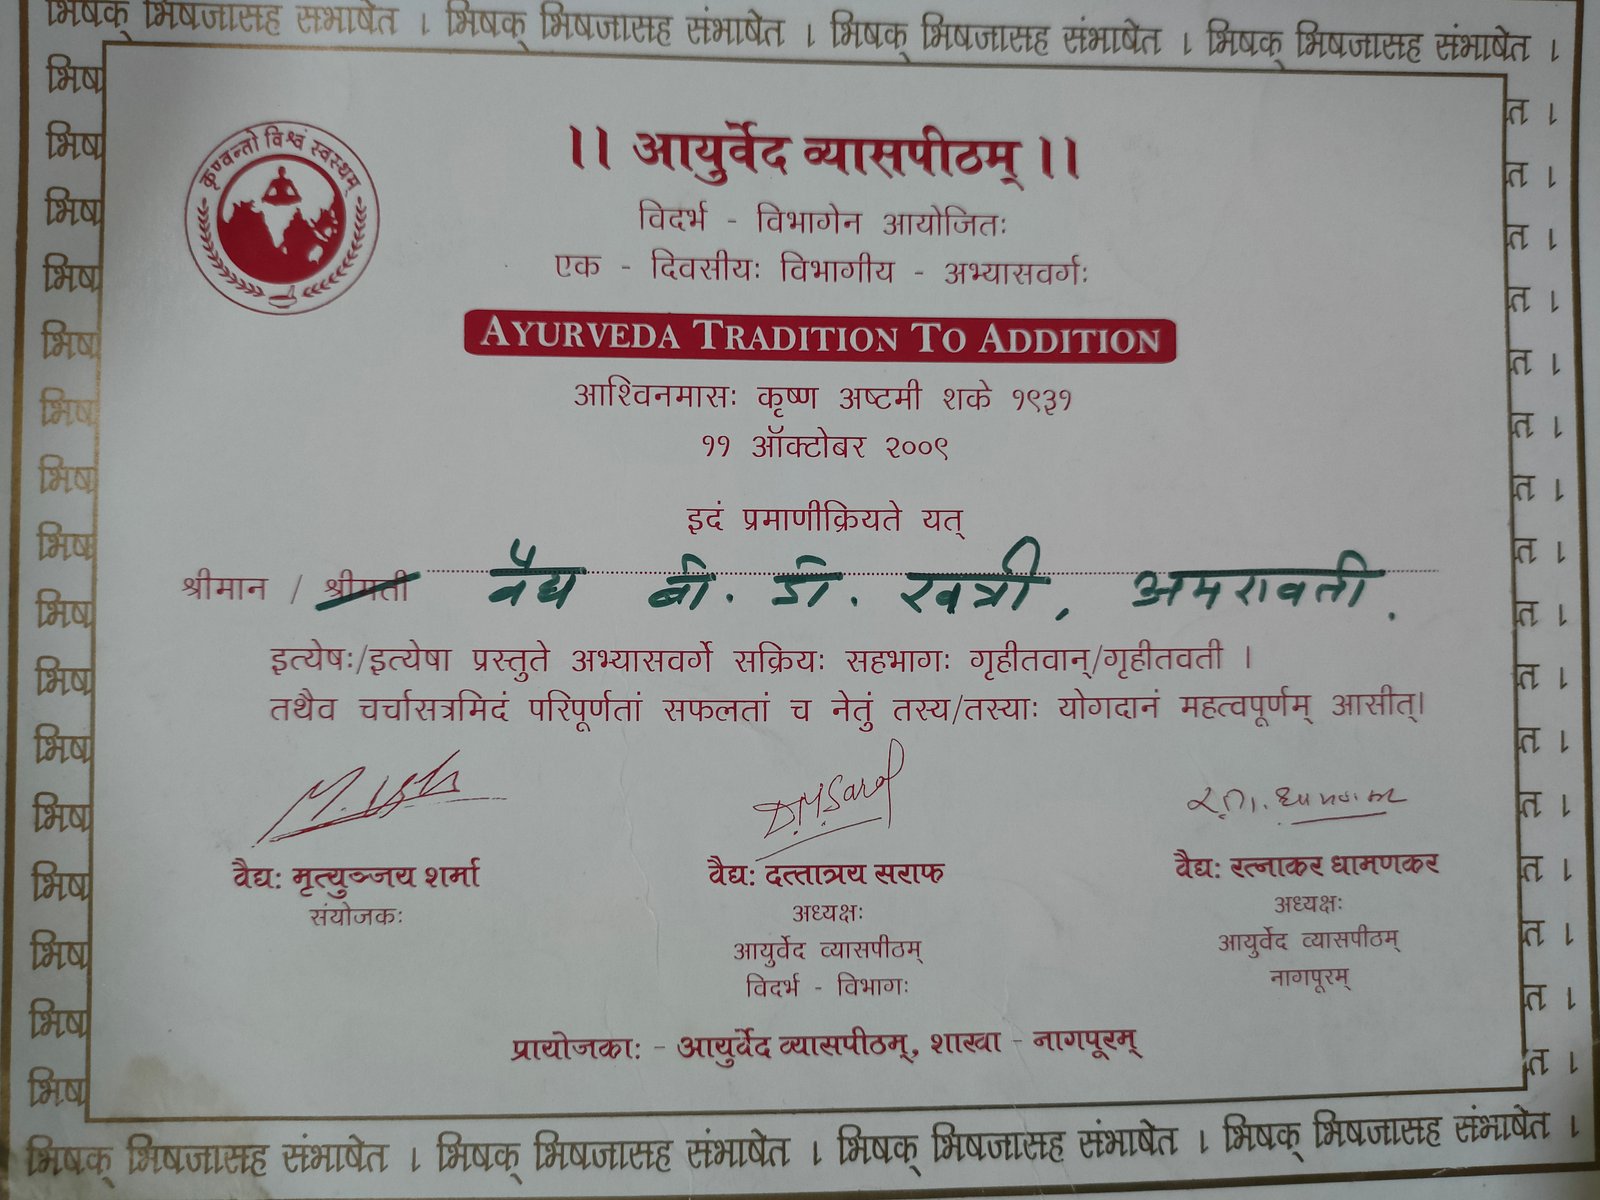 भिषक् भिषजासह संभाषेत । भिषक् भिषजासह संभाषेत । भिषक् भिषजासह संभाषेत । भिषक् भिषजासह संभाषेत ।
कृण्वन्तो विश्वं स्वस्थम्
।। आयुर्वेद व्यासपीठम् ।।
विदर्भ - विभागेन आयोजितः
एक - दिवसीयः विभागीय - अभ्यासवर्गः
AYURVEDA TRADITION TO ADDITION
आश्विनमासः कृष्ण अष्टमी शके १९३१
११ ऑक्टोबर २००९
इदं प्रमाणीक्रियते यत्
श्रीमान / श्रीमती वैद्य बी. डी. खत्री, अमरावती.
इत्येषः/इत्येषा प्रस्तुते अभ्यासवर्गे सक्रियः सहभागः गृहीतवान्/गृहीतवती ।
तथैव चर्चासत्रमिदं परिपूर्णतां सफलतां च नेतुं तस्य/तस्याः योगदानं महत्वपूर्णम् आसीत्।
वैद्यः मृत्युञ्जय शर्मा
संयोजकः
वैद्यः दत्तात्रय सराफ
अध्यक्षः
आयुर्वेद व्यासपीठम्
विदर्भ - विभागः
वैद्यः रत्नाकर धामणकर
अध्यक्षः
आयुर्वेद व्यासपीठम्
नागपूरम्
प्रायोजकाः - आयुर्वेद व्यासपीठम्, शाखा - नागपूरम्
भिषक् भिषजासह संभाषेत । भिषक् भिषजासह संभाषेत । भिषक् भिषजासह संभाषेत । भिषक् भिषजासह संभाषेत ।